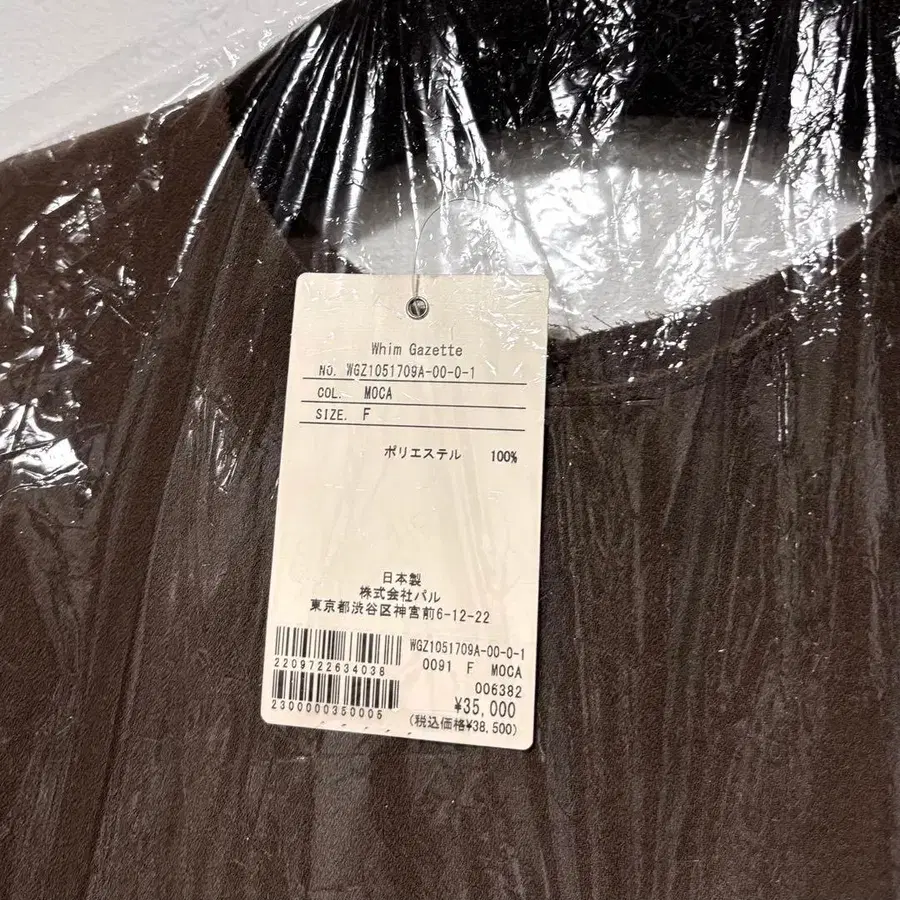 Whim Gazette
NO. WGZ1051709A-00-0-1
COL. MOCA
SIZE. F
ポリエステル 100%
日本製
株式会社パル
東京都渋谷区神宮前6-12-22
WGZ1051709A-00-0-1
2209722634038
0091 F MOCA
006382
2300000350005
¥35,000
(税込価格¥38,500)